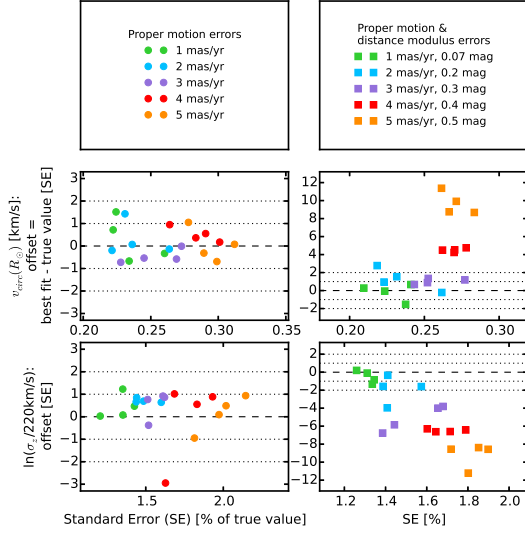 Proper motion errors
1 mas/yr
2 mas/yr
3 mas/yr
4 mas/yr
5 mas/yr
Proper motion &
distance modulus errors
1 mas/yr, 0.07 mag
2 mas/yr, 0.2 mag
3 mas/yr, 0.3 mag
4 mas/yr, 0.4 mag
5 mas/yr, 0.5 mag
v_circ(R_⊙) [km/s]:
offset =
best fit - true value [SE]
3
2
1
0
−1
−2
−3
0.20 0.25 0.30 0.35
12
10
8
6
4
2
0
−2
0.20 0.25 0.30
ln(σ_z/220km/s)
offset [SE]
3
2
1
0
−1
−2
−3
1.5 2.0
Standard Error (SE) [% of true value]
2
0
−2
−4
−6
−8
−10
−12
1.2 1.4 1.6 1.8 2.0
SE [%]